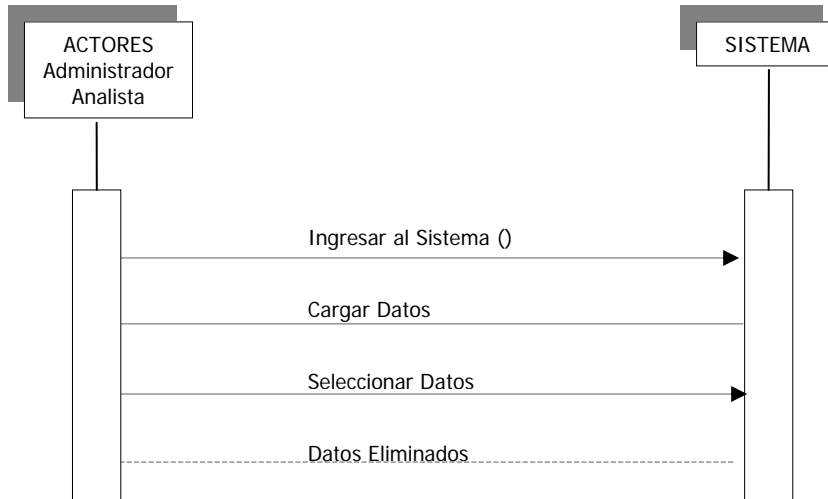 ACTORES
Administrador
Analista
SISTEMA
Ingresar al Sistema ()
Cargar Datos
Seleccionar Datos
Datos Eliminados